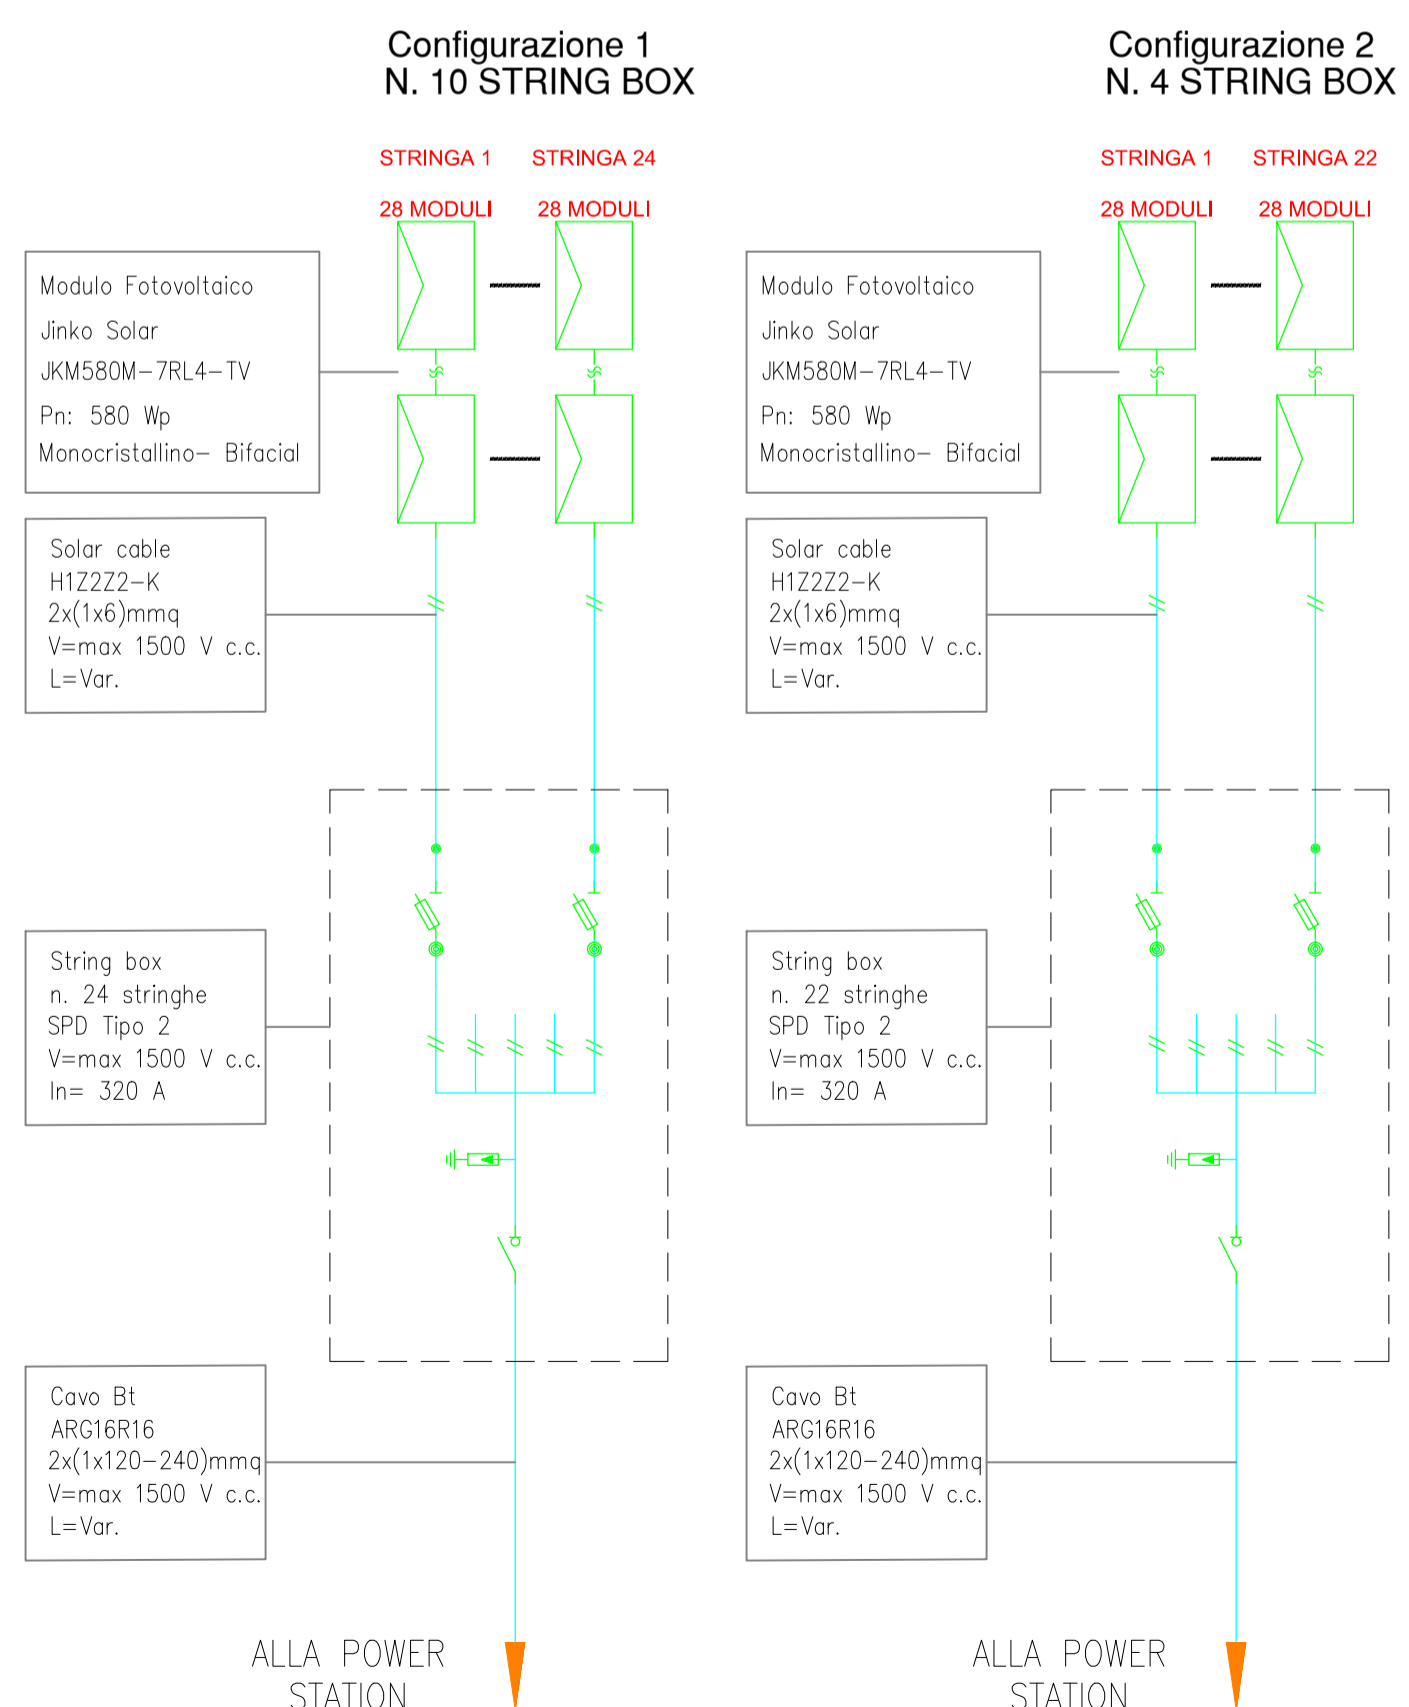 Configurazione 1
N. 10 STRING BOX
STRINGA 1 STRINGA 24
28 MODULI 28 MODULI
Modulo Fotovoltaico
Jinko Solar
JKM580M-7RL4-TV
Pn: 580 Wp
Monocristallino- Bifacial
Solar cable
H1Z2Z2-K
2x(1x6)mmq
V=max 1500 V c.c.
L=Var.
String box
n. 24 stringhe
SPD Tipo 2
V=max 1500 V c.c.
In= 320 A
Cavo Bt
ARG16R16
2x(1x120-240)mmq
V=max 1500 V c.c.
L=Var.
ALLA POWER
STATION
Configurazione 2
N. 4 STRING BOX
STRINGA 1 STRINGA 22
28 MODULI 28 MODULI
Modulo Fotovoltaico
Jinko Solar
JKM580M-7RL4-TV
Pn: 580 Wp
Monocristallino- Bifacial
Solar cable
H1Z2Z2-K
2x(1x6)mmq
V=max 1500 V c.c.
L=Var.
String box
n. 22 stringhe
SPD Tipo 2
V=max 1500 V c.c.
In= 320 A
Cavo Bt
ARG16R16
2x(1x120-240)mmq
V=max 1500 V c.c.
L=Var.
ALLA POWER
STATION